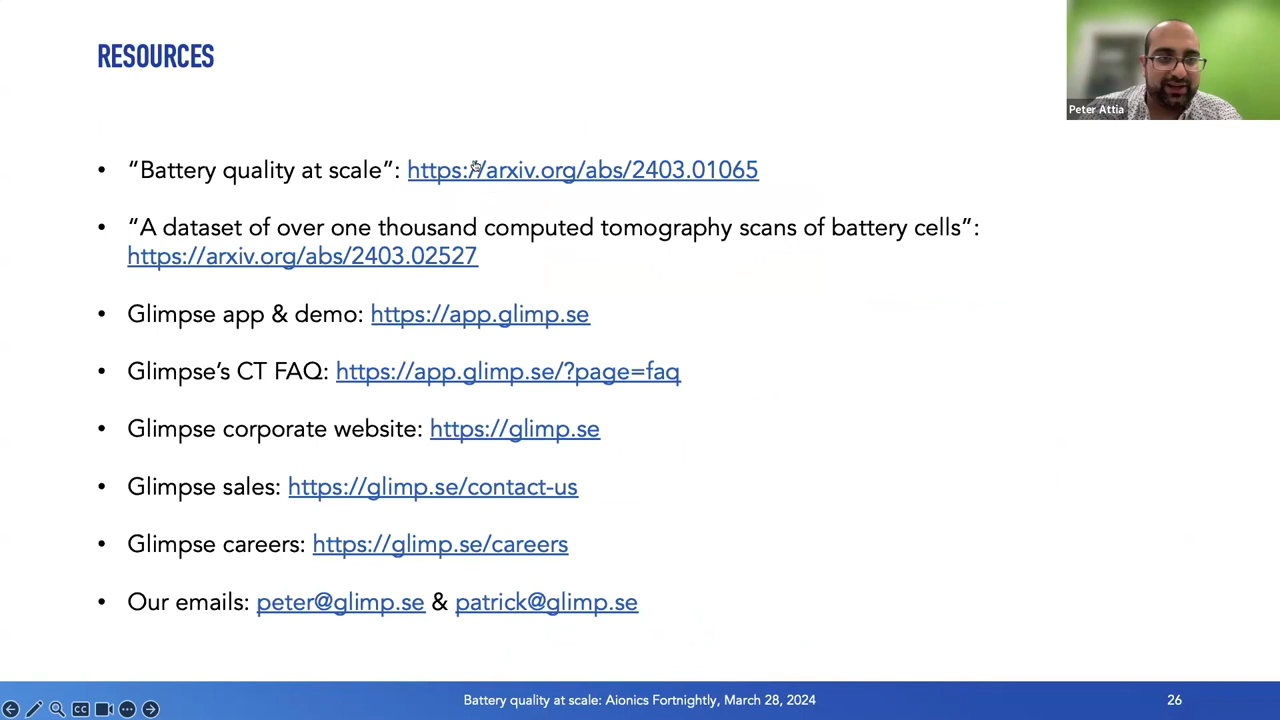 RESOURCES
Peter Attia
• “Battery quality at scale”: https://arxiv.org/abs/2403.01065
• “A dataset of over one thousand computed tomography scans of battery cells”:
https://arxiv.org/abs/2403.02527
• Glimpse app & demo: https://app.glimp.se
• Glimpse’s CT FAQ: https://app.glimp.se/?page=faq
• Glimpse corporate website: https://glimp.se
• Glimpse sales: https://glimp.se/contact-us
• Glimpse careers: https://glimp.se/careers
• Our emails: peter@glimp.se & patrick@glimp.se
CC
Battery quality at scale: Aionics Fortnightly, March 28, 2024
26